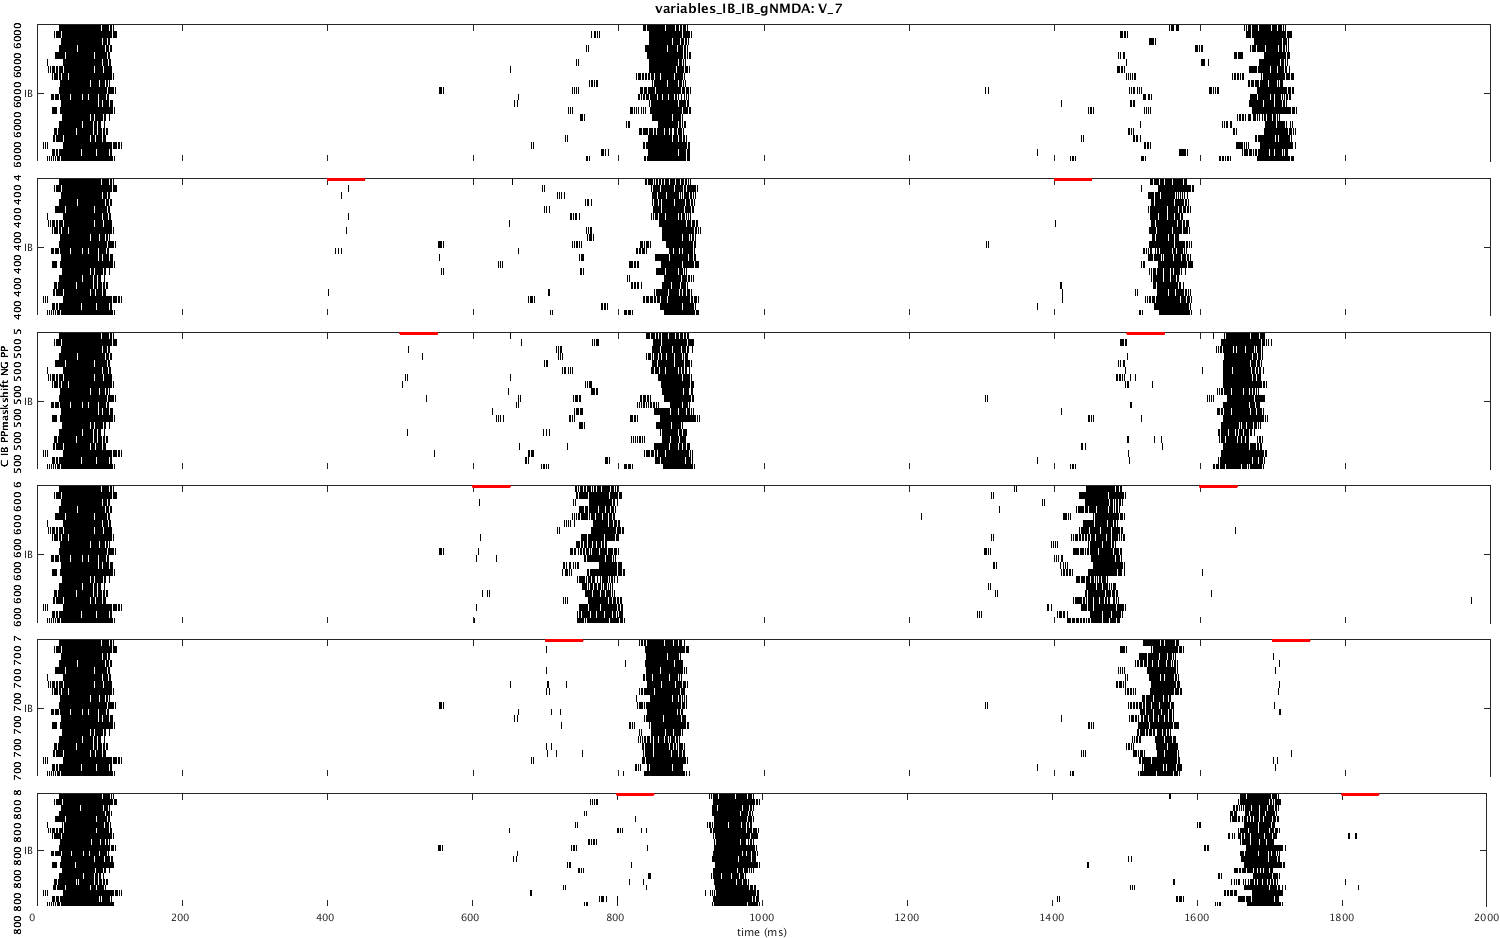 variables_IB_IB_gNMDA: V_7
6000 6000 6000 6000 6000
IB
400 400 400 400 4
IB
500 500 500 500 5
IB
C IB PPmaskshift NG PP
600 600 600 600 6
IB
700 700 700 700 7
IB
800 800 800 800 8
IB
0 200 400 600 800 1000 1200 1400 1600 1800 2000
time (ms)